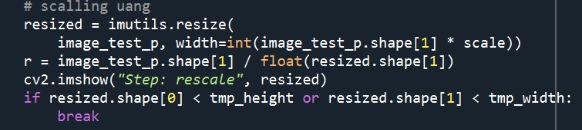 # scalling uang
resized = imutils.resize(
image_test_p, width=int(image_test_p.shape[1] * scale))
r = image_test_p.shape[1] / float(resized.shape[1])
cv2.imshow("Step: rescale", resized)
if resized.shape[0] < tmp_height or resized.shape[1] < tmp_width:
break